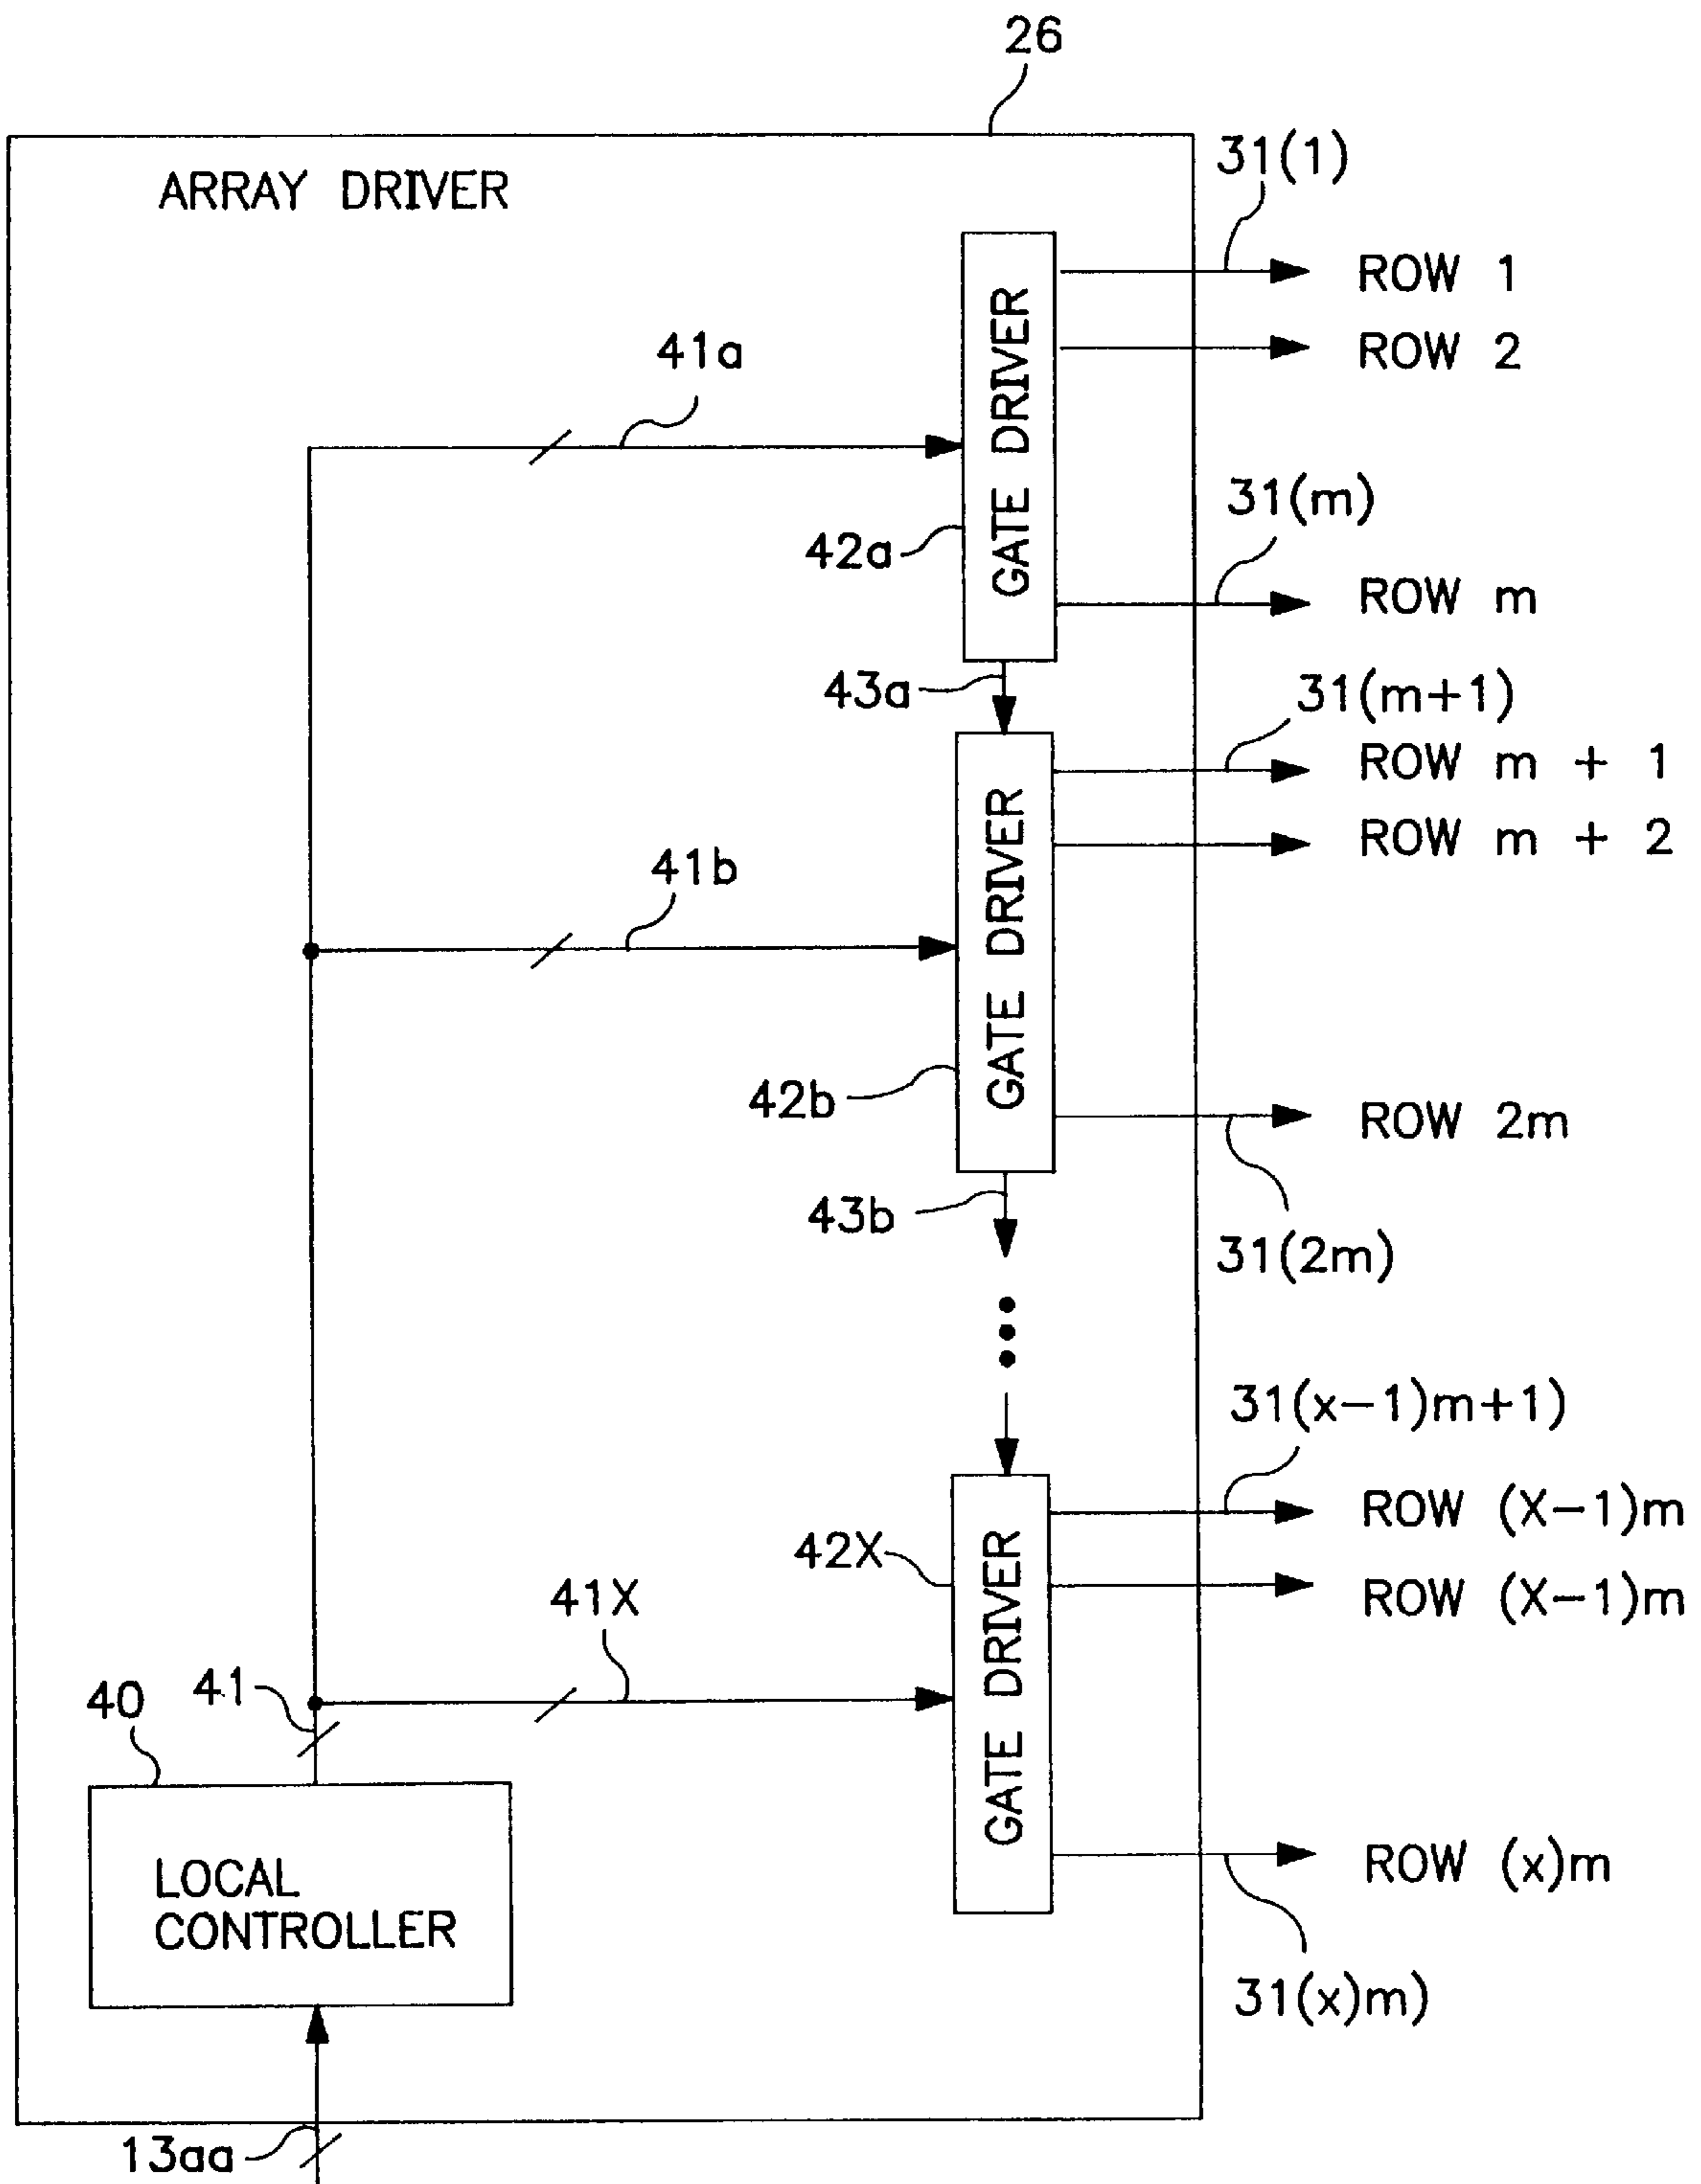 26
ARRAY DRIVER
31(1)
ROW 1
ROW 2
41a
GATE DRIVER
42a
31(m)
ROW m
43a
31(m+1)
ROW m + 1
ROW m + 2
41b
GATE DRIVER
42b
ROW 2m
43b
31(2m)
31(x-1)m+1)
ROW (X-1)m
42X
ROW (X-1)m
41X
GATE DRIVER
40
41
ROW (x)m
LOCAL
CONTROLLER
31(x)m)
13aa